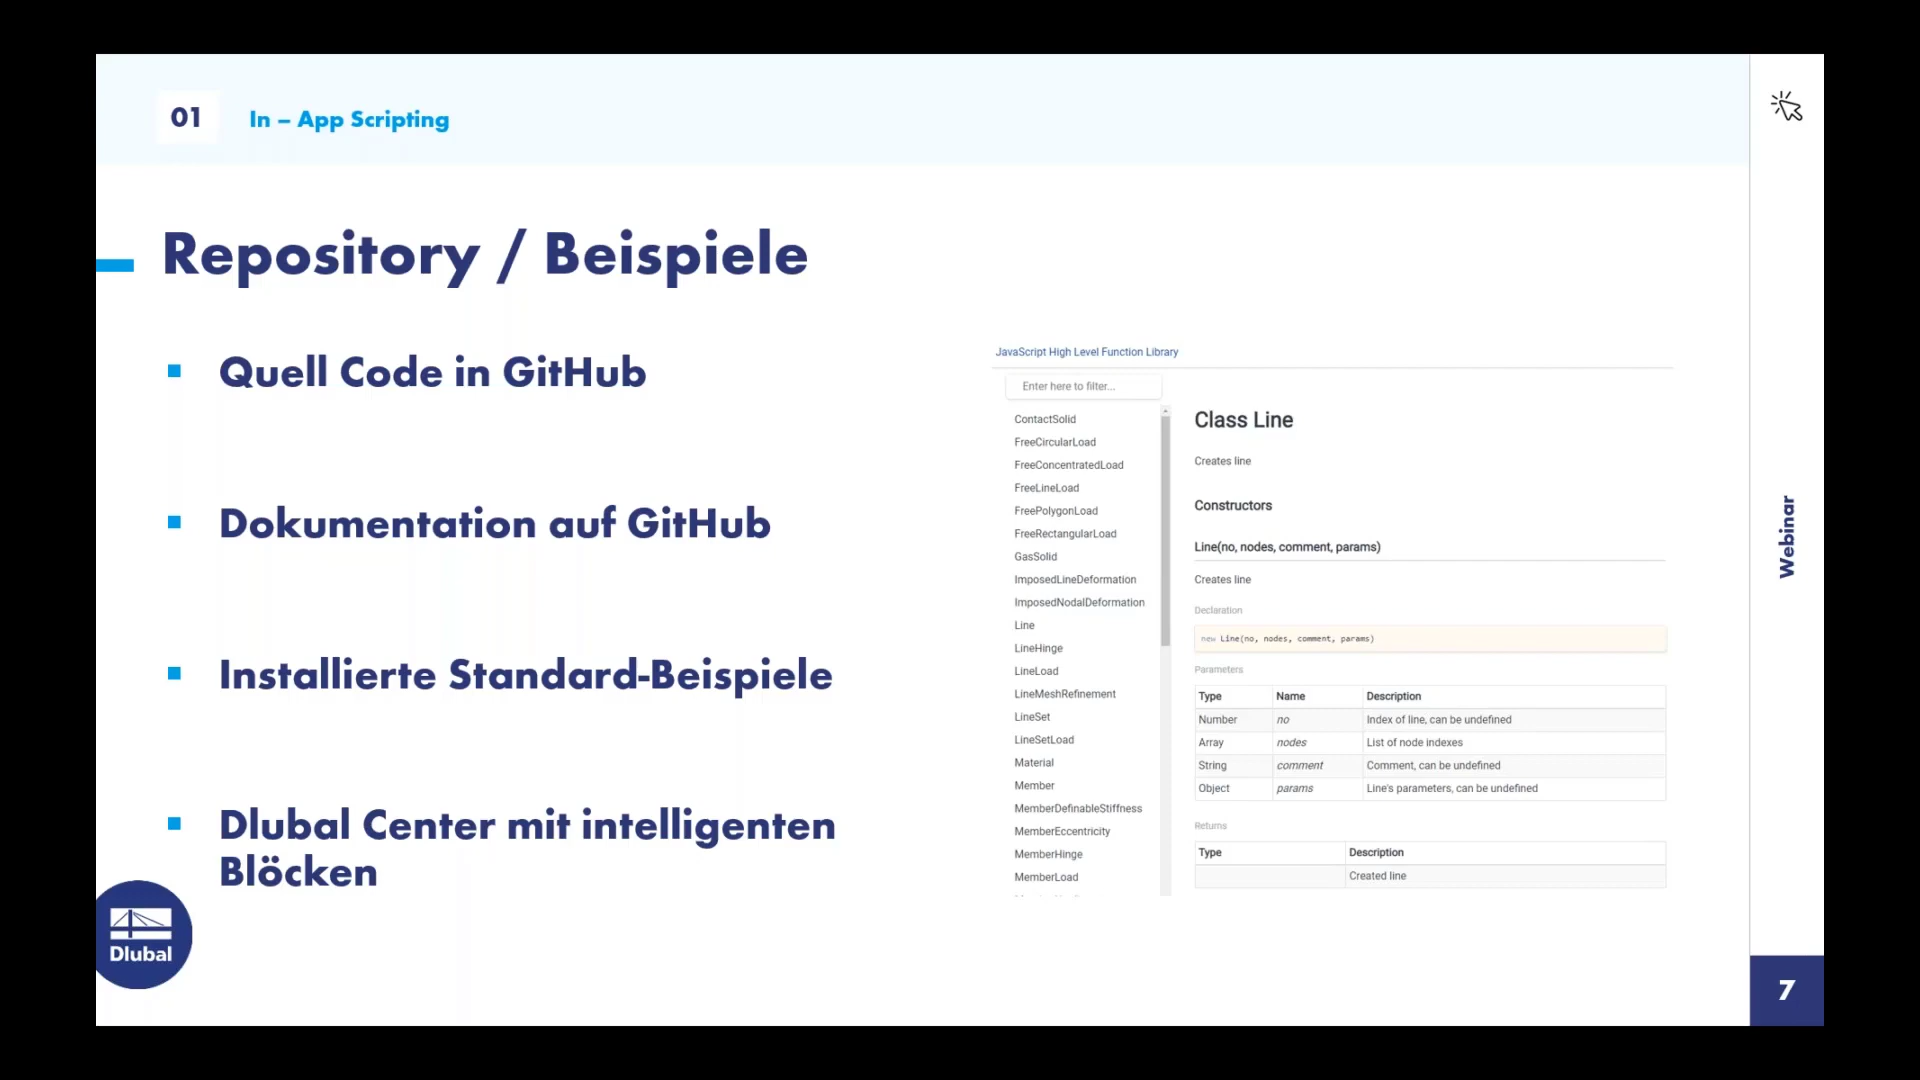 01
In – App Scripting
Repository / Beispiele
Quell Code in GitHub
Dokumentation auf GitHub
Installierte Standard-Beispiele
Dlubal Center mit intelligenten
Blöcken
JavaScript High Level Function Library
Enter here to filter...
ContactSolid
FreeCircularLoad
FreeConcentratedLoad
FreeLineLoad
FreePolygonLoad
FreeRectangularLoad
GasSolid
ImposedLineDeformation
ImposedNodalDeformation
Line
LineHinge
LineLoad
LineMeshRefinement
LineSet
LineSetLoad
Material
Member
MemberDefinableStiffness
MemberEccentricity
MemberHinge
MemberLoad
Class Line
Creates line
Constructors
Line(no, nodes, comment, params)
Creates line
Declaration
new Line(no, nodes, comment, params)
Parameters
Type Name Description
Number no Index of line, can be undefined
Array nodes List of node indexes
String comment Comment, can be undefined
Object params Line's parameters, can be undefined
Returns
Type Description
Created line
Webinar
Dlubal
7